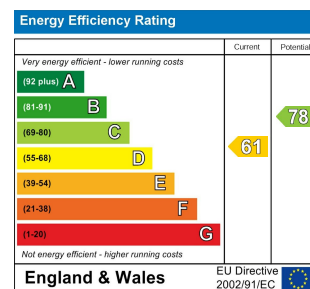 Energy Efficiency Rating
Current Potential
Very energy efficient - lower running costs
(92 plus) A
(81-91) B
78
(69-80) C
61
(55-68) D
(39-54) E
(21-38) F
(1-20) G
Not energy efficient - higher running costs
England & Wales
EU Directive
2002/91/EC